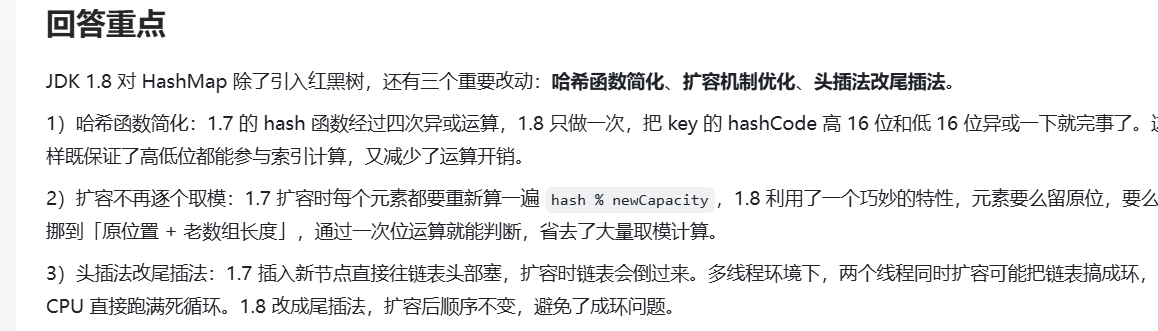 回答重点
JDK 1.8 对 HashMap 除了引入红黑树，还有三个重要改动：哈希函数简化、扩容机制优化、头插法改尾插法。
1）哈希函数简化：1.7 的 hash 函数经过四次异或运算，1.8 只做一次，把 key 的 hashCode 高 16 位和低 16 位异或一下就完事了。这
样既保证了高低位都能参与索引计算，又减少了运算开销。
2）扩容不再逐个取模：1.7 扩容时每个元素都要重新算一遍 hash % newCapacity，1.8 利用了一个巧妙的特性，元素要么留原位，要么
挪到「原位置 + 老数组长度」，通过一次位运算就能判断，省去了大量取模计算。
3）头插法改尾插法：1.7 插入新节点直接往链表头部塞，扩容时链表会倒过来。多线程环境下，两个线程同时扩容可能把链表搞成环，
CPU 直接跑满死循环。1.8 改成尾插法，扩容后顺序不变，避免了成环问题。